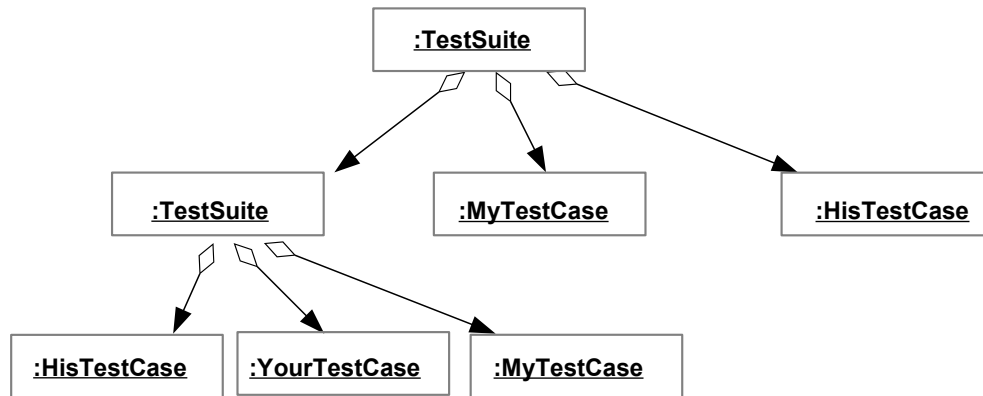 :TestSuite
:TestSuite
:MyTestCase
:HisTestCase
:HisTestCase
:YourTestCase
:MyTestCase